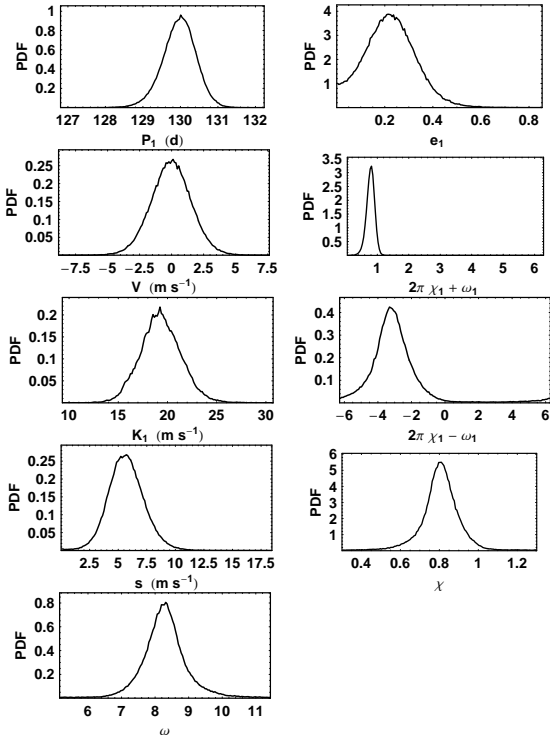 PDF
1
0.8
0.6
0.4
0.2
127 128 129 130 131 132
P₁ (d)
PDF
4
3
2
1
0.2 0.4 0.6 0.8
e₁
PDF
0.25
0.2
0.15
0.1
0.05
−7.5 −5 −2.5 0 2.5 5 7.5
V (m s⁻¹)
PDF
3.5
3
2.5
2
1.5
1
0.5
1 2 3 4 5 6
2π χ₁ + ω₁
PDF
0.2
0.15
0.1
0.05
10 15 20 25 30
K₁ (m s⁻¹)
PDF
0.4
0.3
0.2
0.1
−6 −4 −2 0 2 4 6
2π χ₁ − ω₁
PDF
0.25
0.2
0.15
0.1
0.05
2.5 5 7.5 10 12.5 15 17.5
s (m s⁻¹)
PDF
6
5
4
3
2
1
0.4 0.6 0.8 1 1.2
χ
PDF
0.8
0.6
0.4
0.2
6 7 8 9 10 11
ω